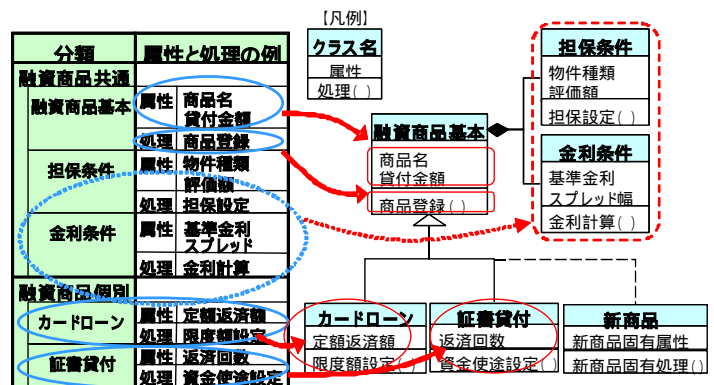 【凡例】
クラス名
属性
処理( )
分類
属性と処理の例
融資商品共通
融資商品基本
属性
商品名
貸付金額
処理
商品登録
担保条件
属性
物件種類
評価額
処理
担保設定
金利条件
属性
基準金利
スプレッド
処理
金利計算
融資商品個別
カードローン
属性
定額返済額
処理
限度額設定
証書貸付
属性
返済回数
処理
資金使途設定
融資商品基本
商品名
貸付金額
商品登録( )
担保条件
物件種類
評価額
担保設定( )
金利条件
基準金利
スプレッド幅
金利計算( )
カードローン
定額返済額
限度額設定( )
証書貸付
返済回数
資金使途設定( )
新商品
新商品固有属性
新商品固有処理( )